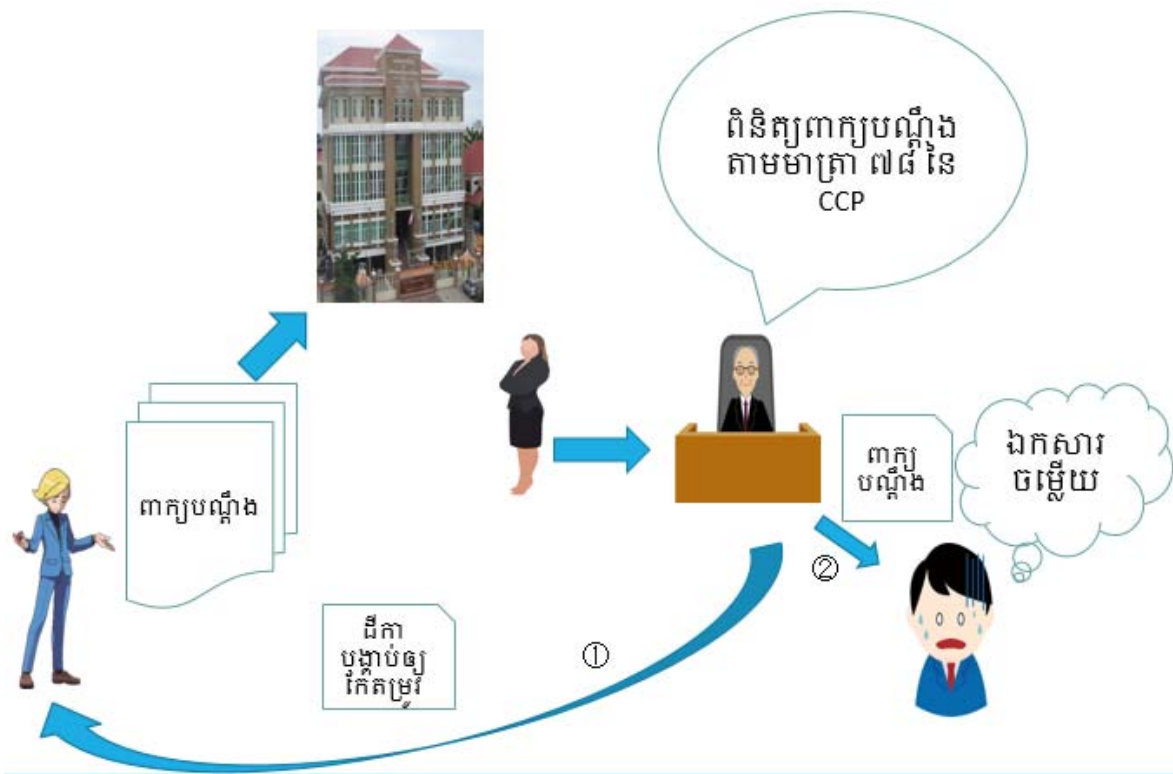 ពិនិត្យពាក្យបណ្ដឹង
តាមមាត្រា ៧៨ នៃ
CCP
ពាក្យបណ្ដឹង
ពាក្យ
បណ្ដឹង
ឯកសារ
ចម្លើយ
ដីកា
បង្គាប់ឲ្យ
កែតម្រូវ
①
②